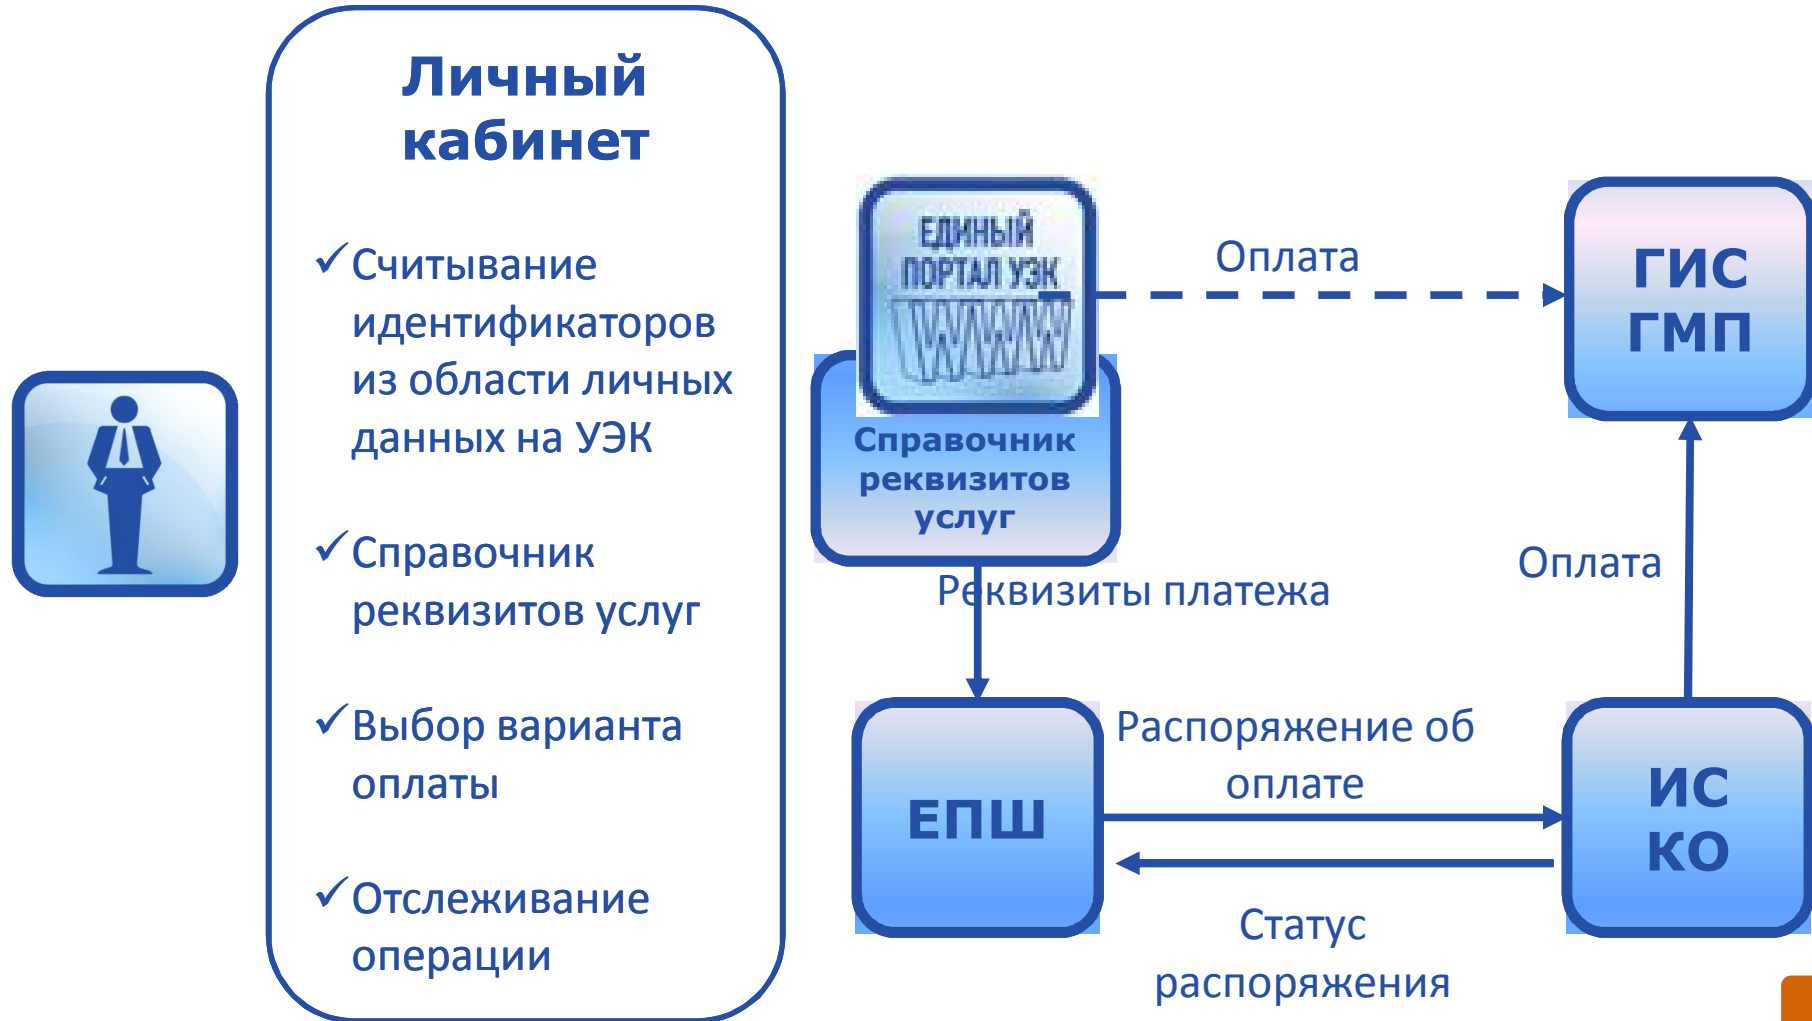 Личный
кабинет
Считывание
идентификаторов
из области личных
данных на УЭК
Справочник
реквизитов услуг
Выбор варианта
оплаты
Отслеживание
операции
ЕДИНЫЙ
ПОРТАЛ УЭК
WWW
Справочник
реквизитов
услуг
Оплата
ГИС
ГМП
Реквизиты платежа
Оплата
ЕПШ
Распоряжение об
оплате
ИС
КО
Статус
распоряжения